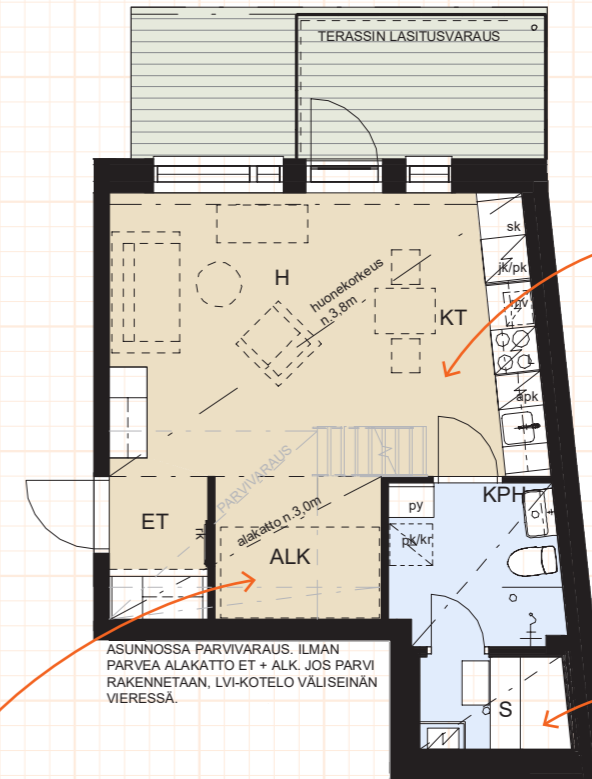 TERASSIN LASITUSVARAUS
sk
jk/pk
H
huonekorkeus
n.3,8m
KT
apk
PARVIVARAUS
KPH
py
ET
RK
alakatto n.3,0m
pk/kr
ALK
ASUNNOSSA PARVIVARAUS. ILMAN
PARVEA ALAKATTO ET + ALK. JOS PARVI
RAKENNETAAN, LVI-KOTELO VÄLISEINÄN
VIERESSÄ.
S